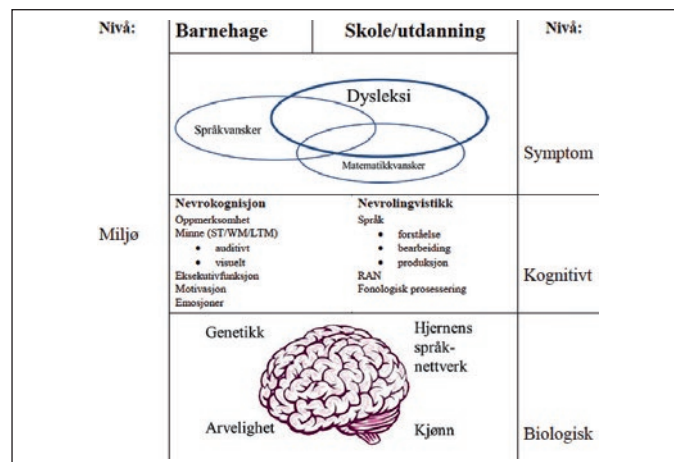 Nivå:
Barnehage
Skole/utdanning
Nivå:
Dysleksi
Språkvansker
Matematikkvansker
Symptom
Miljø
Nevrokognisjon
Oppmerksomhet
Minne (ST/WM/LTM)
• auditivt
• visuelt
Eksekutivfunksjon
Motivasjon
Emosjoner
Nevrolingvistikk
Språk
• forståelse
• bearbeiding
• produksjon
RAN
Fonologisk prosessering
Kognitivt
Genetikk
Hjernens
språk-
nettverk
Arvelighet
Kjønn
Biologisk